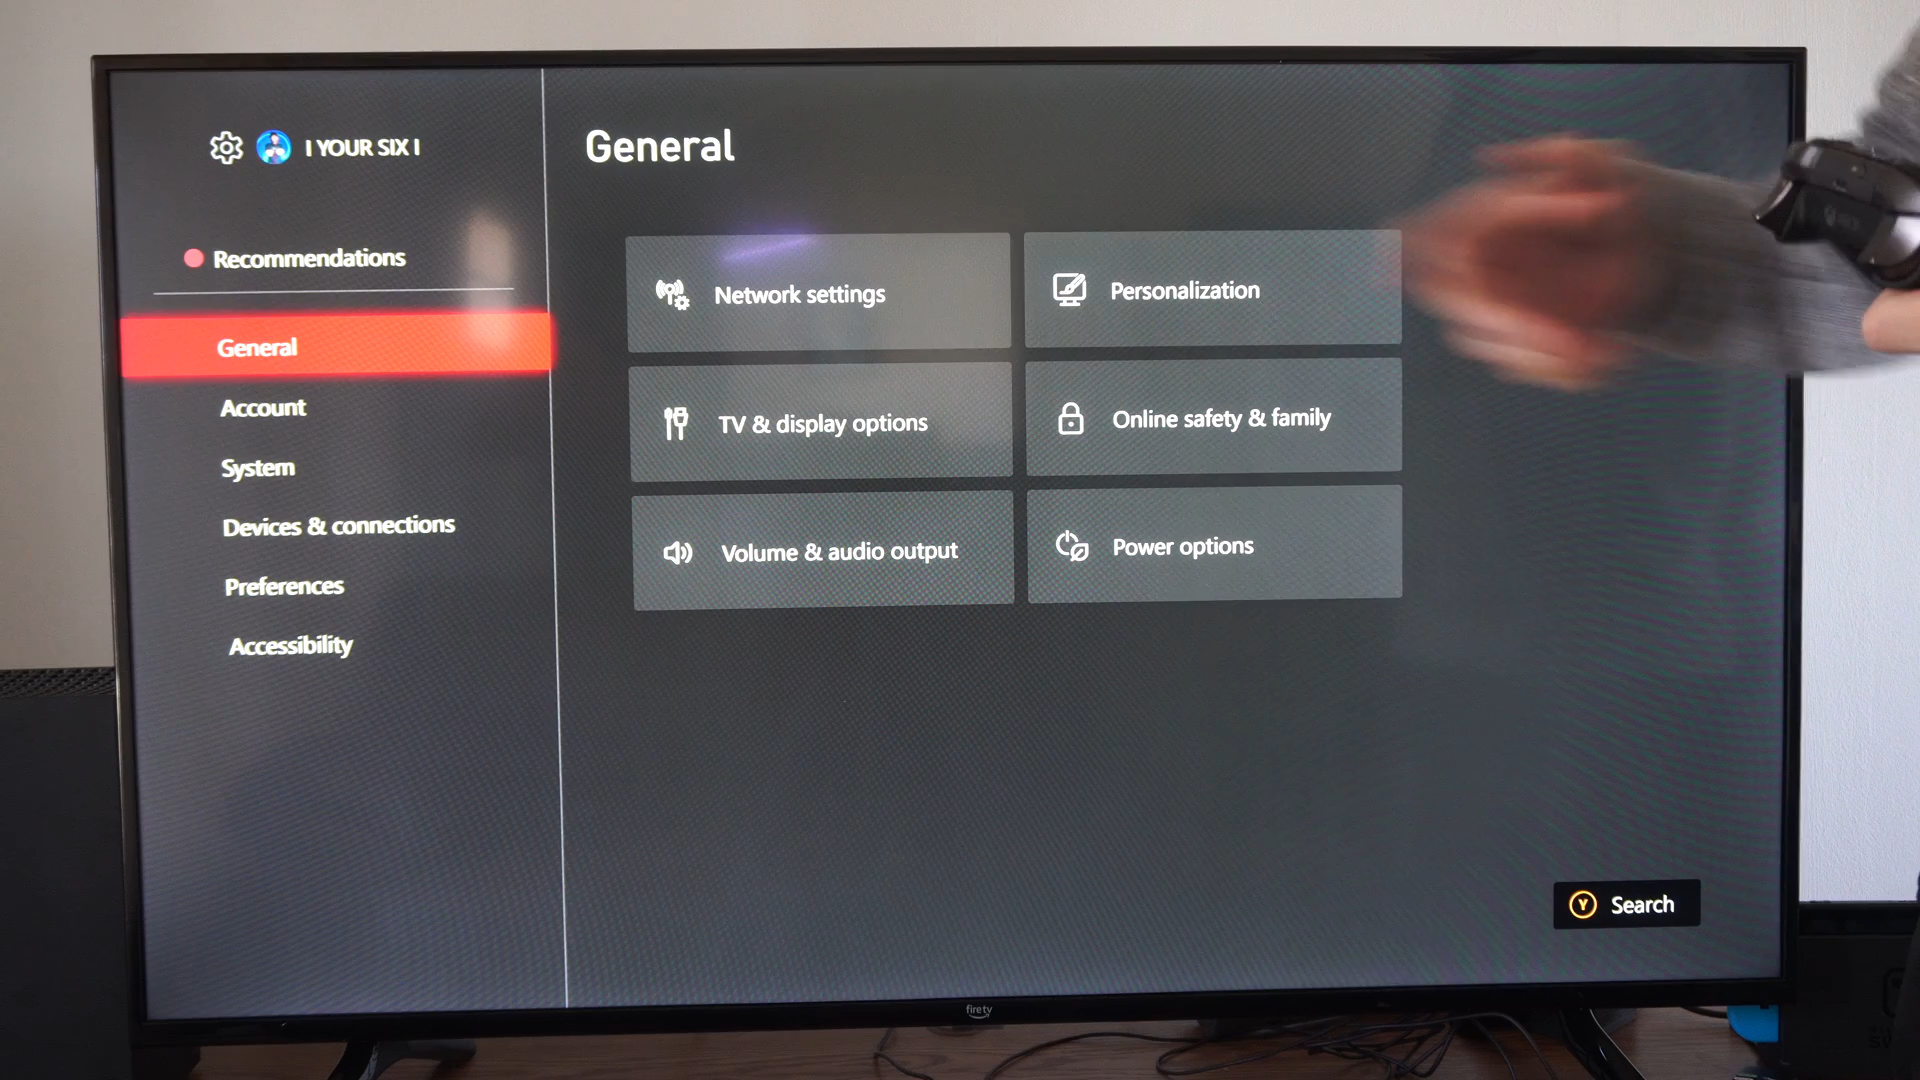 I YOUR SIX I
Recommendations
General
Account
System
Devices & connections
Preferences
Accessibility
General
Network settings
Personalization
TV & display options
Online safety & family
Volume & audio output
Power options
Y Search
firetv